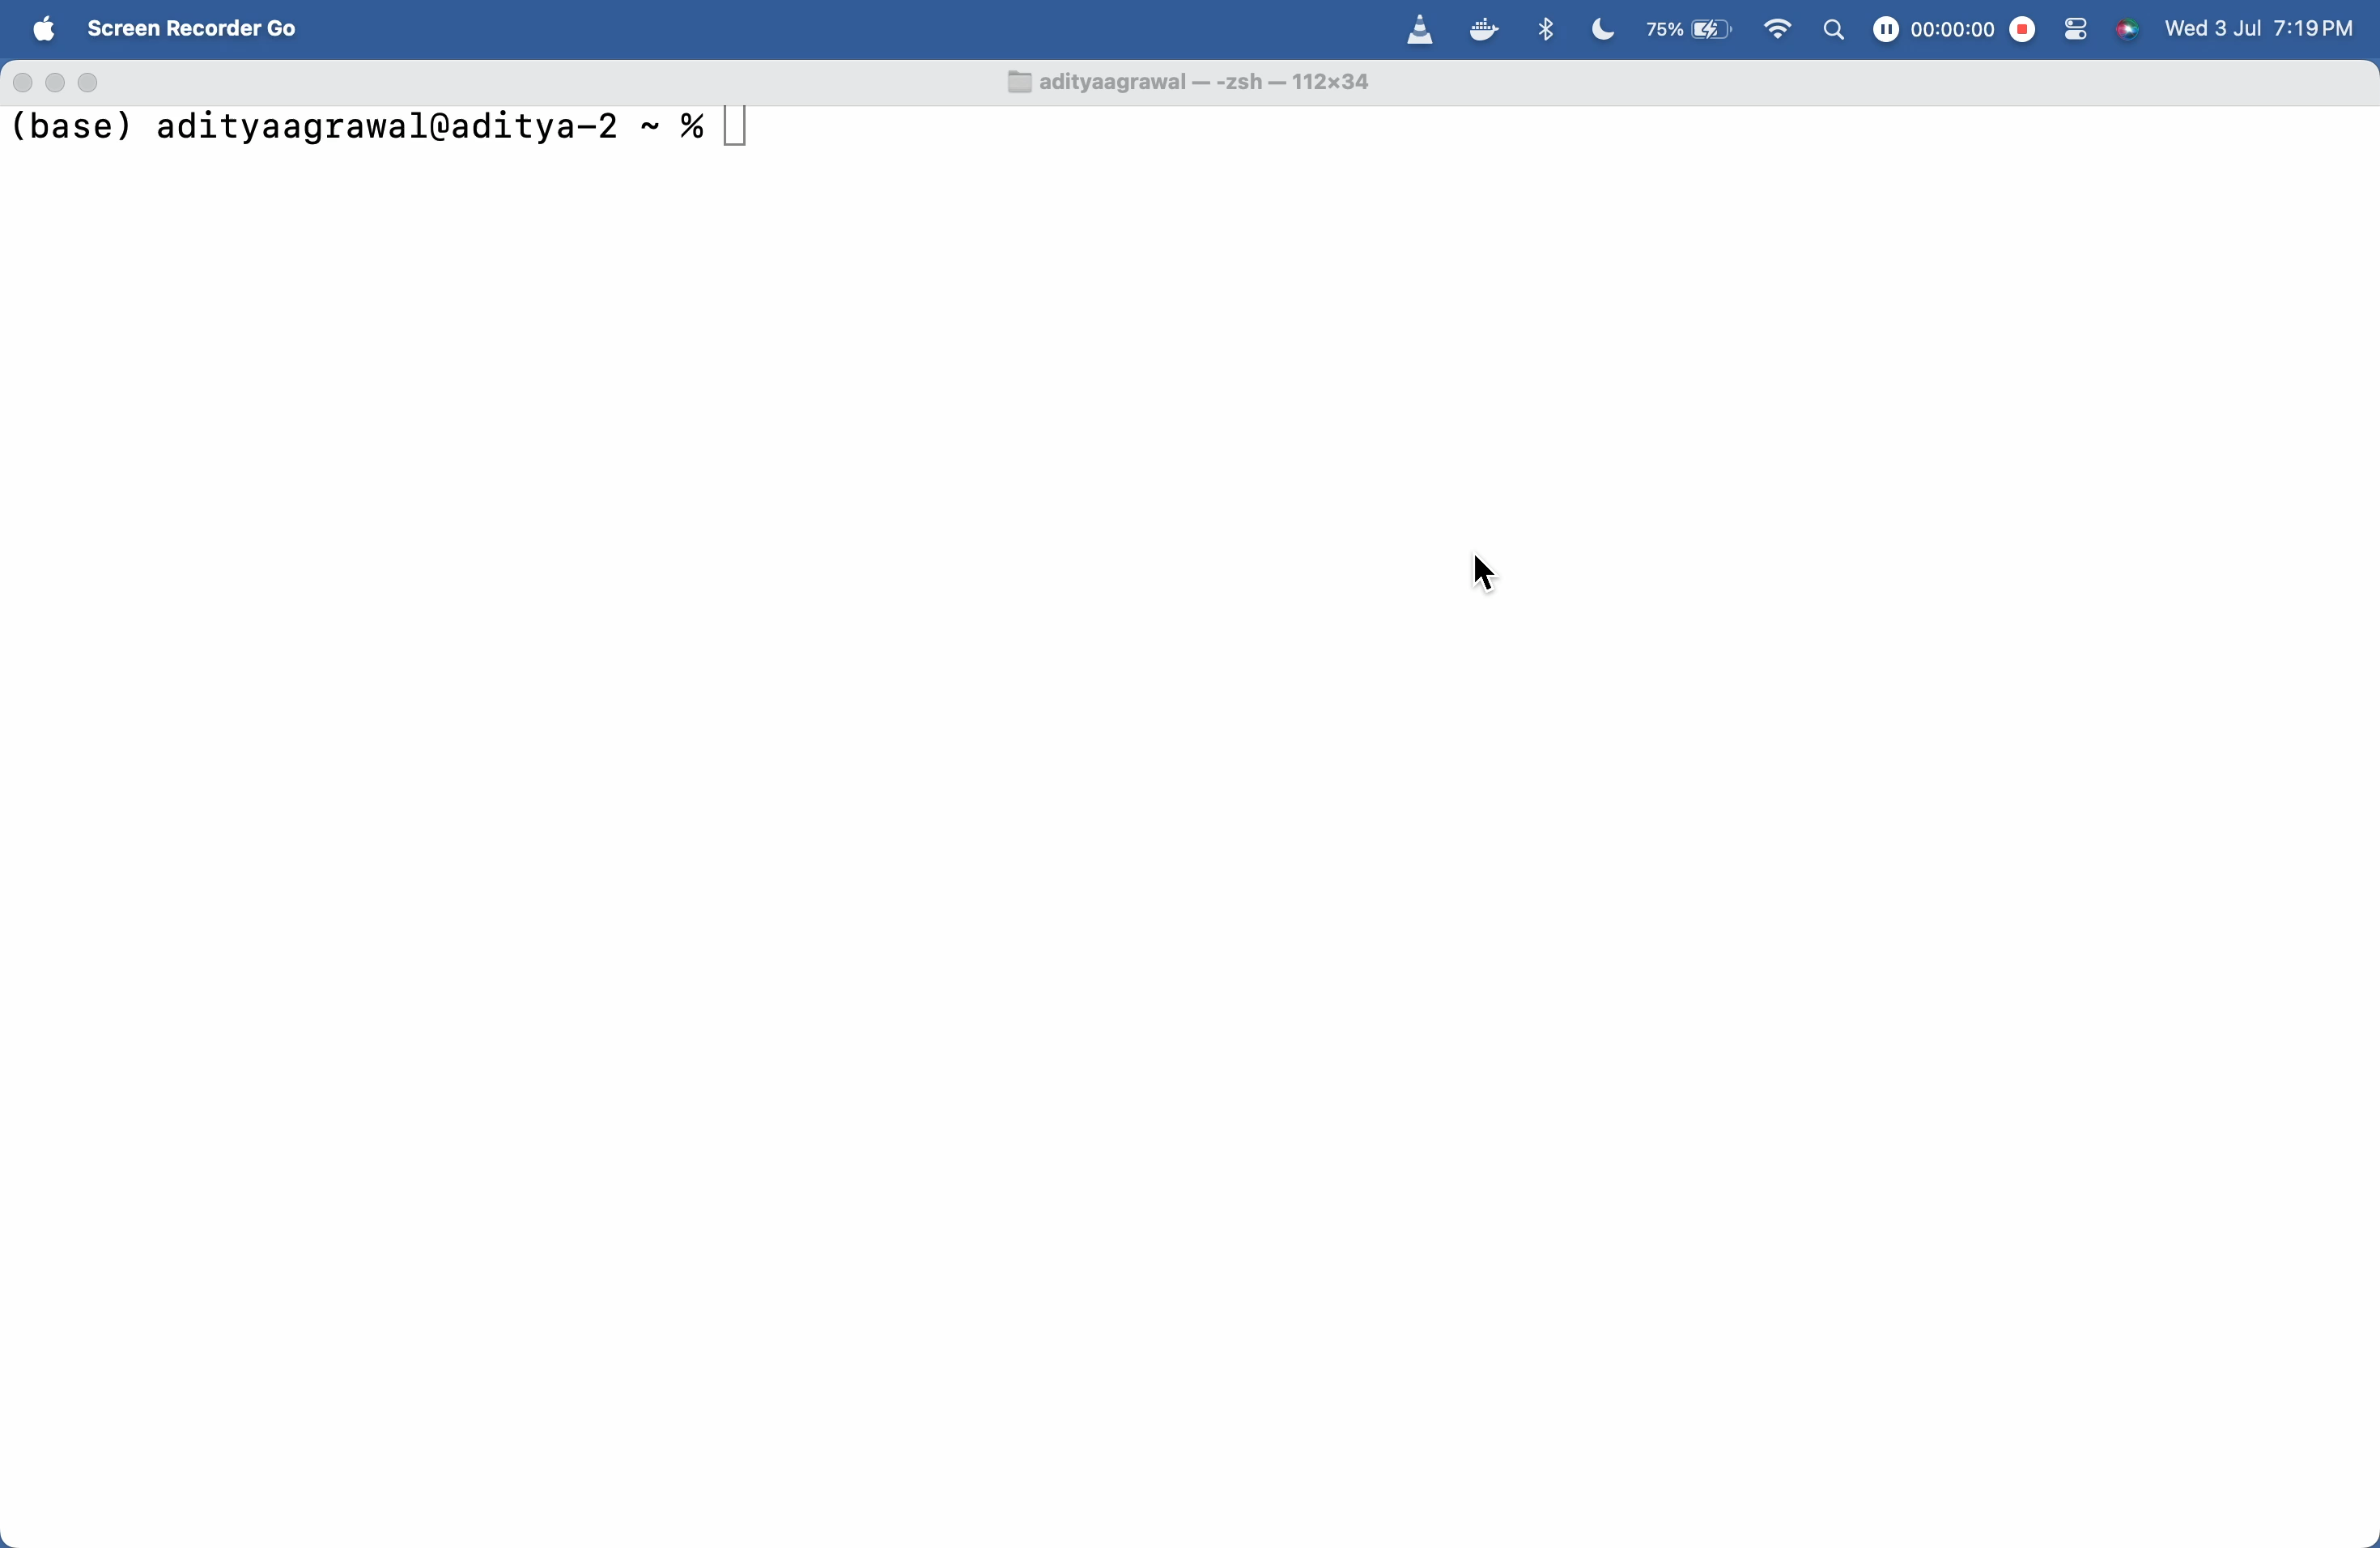 Screen Recorder Go 75% 00:00:00 Wed 3 Jul 7:19 PM
adityaagrawal — -zsh — 112×34
(base) adityaagrawal@aditya-2 ~ %